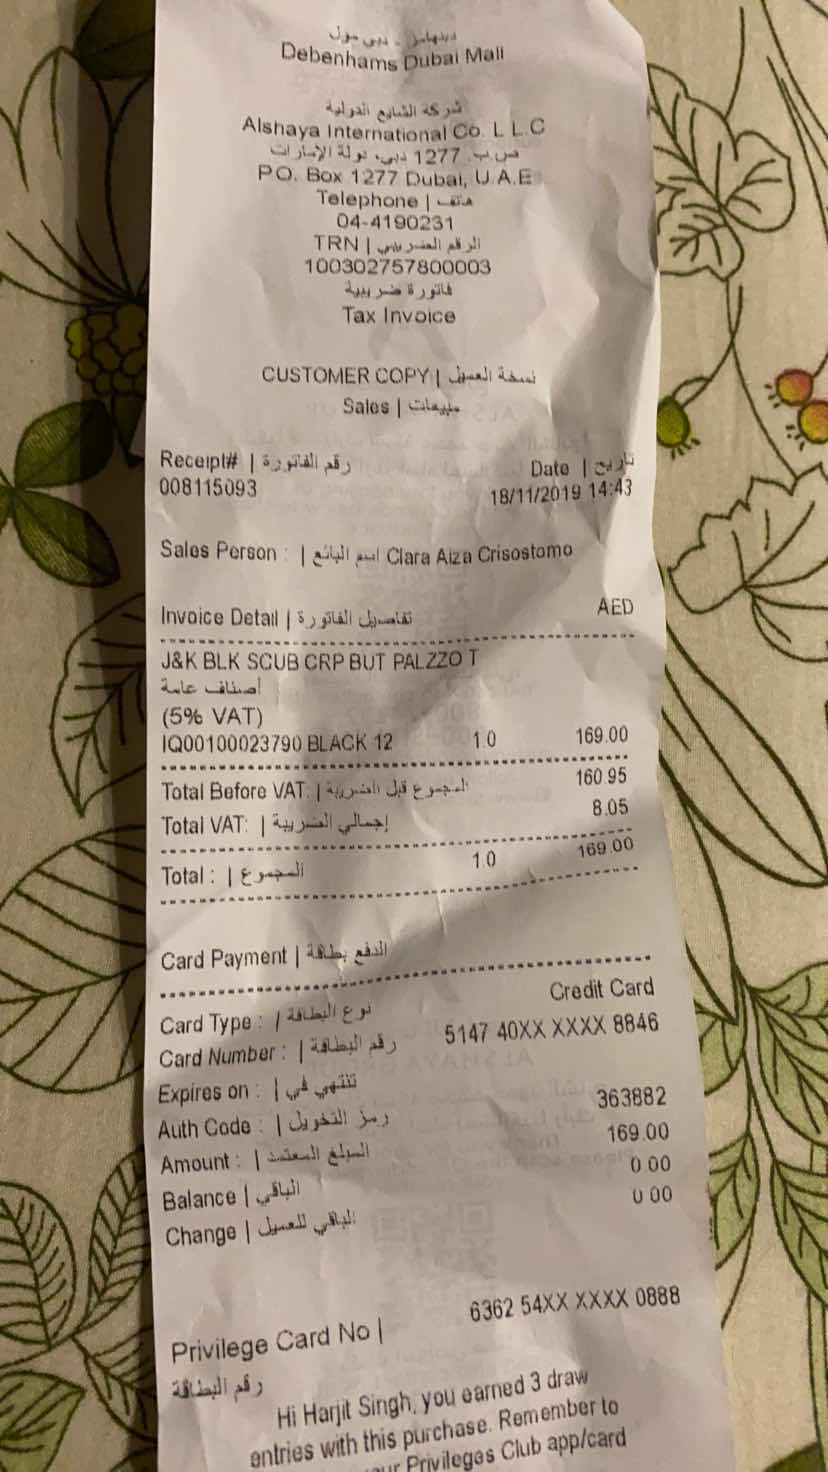 دبنهامز - دبي مول
Debenhams Dubai Mall
شركة الشايع الدولية
Alshaya International Co. L.L.C
ص.ب. 1277 دبي، دولة الإمارات
P.O. Box 1277 Dubai, U.A.E
Telephone | هاتف
04-4190231
TRN | الرقم الضريبي
100302757800003
فاتورة ضريبية
Tax Invoice
CUSTOMER COPY | نسخة العميل
Sales | مبيعات
Receipt# | رقم الفاتورة
Date | تاريخ
008115093
18/11/2019 14:43
Sales Person : | اسم البائع Clara Aiza Crisostomo
Invoice Detail | تفاصيل الفاتورة AED
J&K BLK SCUB CRP BUT PALZZO T
أصناف عامة
(5% VAT)
IQ00100023790 BLACK 12 1.0 169.00
Total Before VAT: | المجموع قبل الضريبة 160.95
Total VAT: | إجمالي الضريبة 8.05
Total : | المجموع 1.0 169.00
Card Payment | الدفع بطاقة
Card Type : | نوع البطاقة Credit Card
Card Number : | رقم البطاقة 5147 40XX XXXX 8846
Expires on : | تنتهي في
Auth Code : | رمز التخويل 363882
Amount : | المبلغ المعتمد 169.00
Balance | الباقي 0.00
Change | الباقي للعميل 0.00
Privilege Card No | 6362 54XX XXXX 0888
رقم البطاقة
Hi Harjit Singh, you earned 3 draw
entries with this purchase. Remember to
Privileges Club app/card